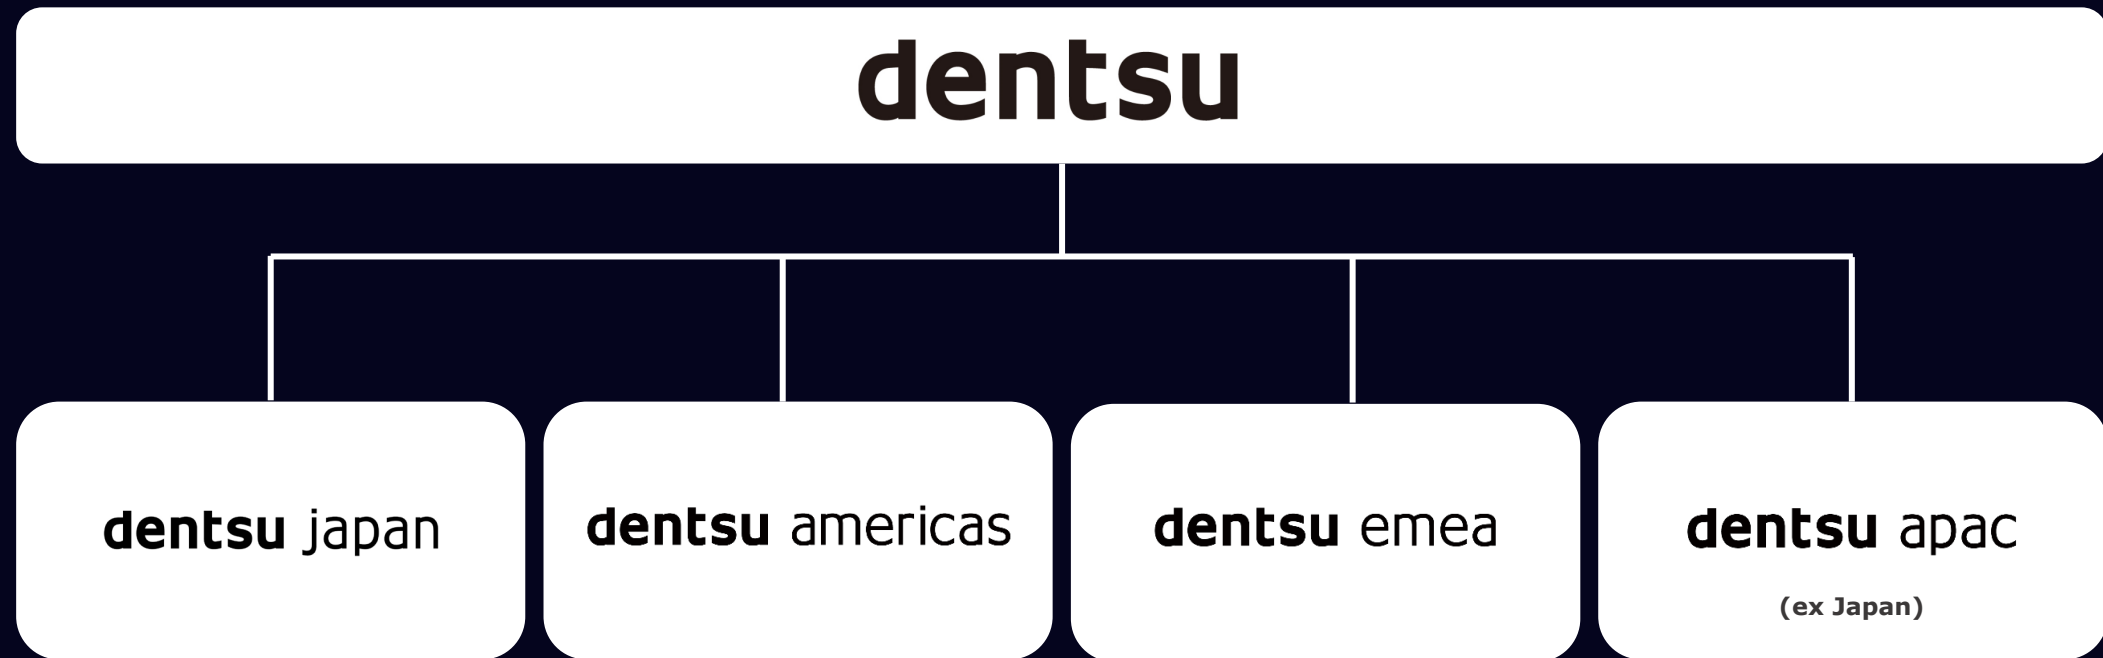 dentsu
dentsu japan
dentsu americas
dentsu emea
dentsu apac
(ex Japan)